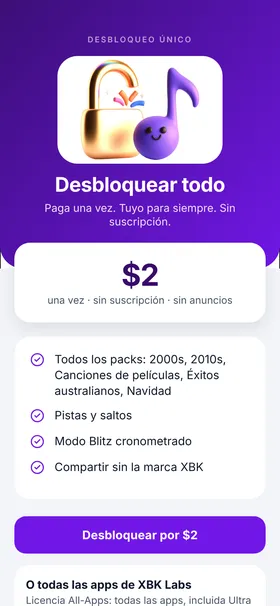 DESBLOQUEO ÚNICO
Desbloquear todo
Paga una vez. Tuyo para siempre. Sin
suscripción.
$2
una vez · sin suscripción · sin anuncios
Todos los packs: 2000s, 2010s,
Canciones de películas, Éxitos
australianos, Navidad
Pistas y saltos
Modo Blitz cronometrado
Compartir sin la marca XBK
Desbloquear por $2
O todas las apps de XBK Labs
Licencia All-Apps: todas las apps, incluida Ultra